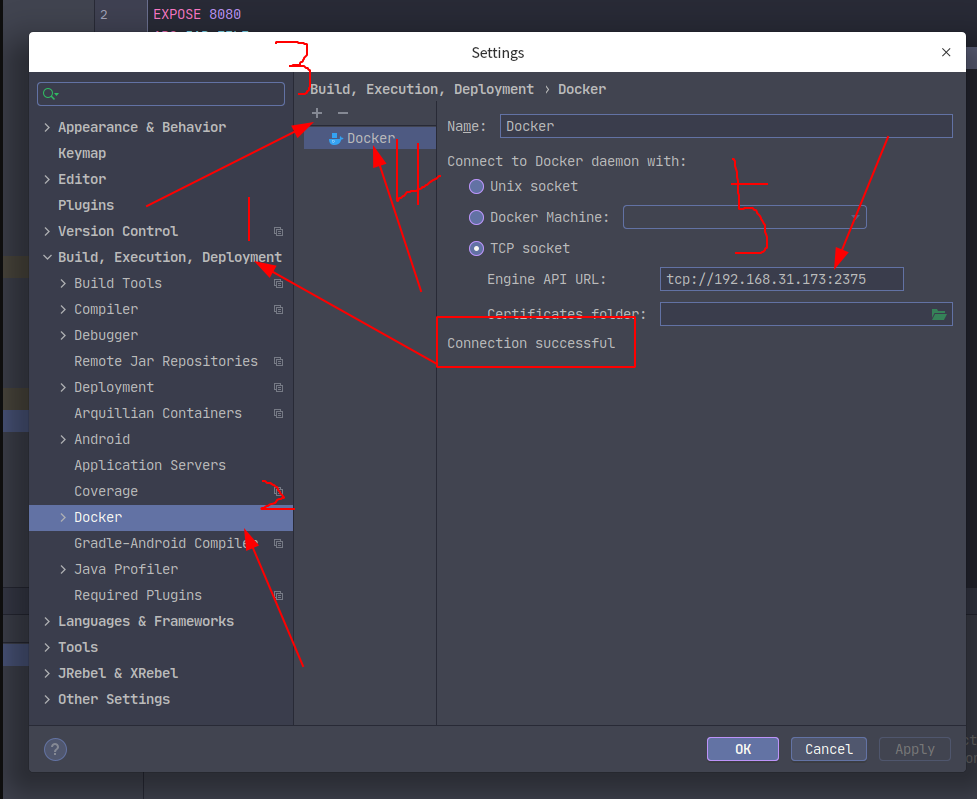 2
EXPOSE 8080
Settings
3
Build, Execution, Deployment › Docker
Appearance & Behavior
Keymap
Editor
Plugins
Version Control
Build, Execution, Deployment
Build Tools
Compiler
Debugger
Remote Jar Repositories
Deployment
Arquillian Containers
Android
Application Servers
Coverage
Docker
Gradle-Android Compiler
Java Profiler
Required Plugins
Languages & Frameworks
Tools
JRebel & XRebel
Other Settings
1
2
Docker
4
Name: Docker
Connect to Docker daemon with:
Unix socket
Docker Machine:
TCP socket
5
Engine API URL: tcp://192.168.31.173:2375
Certificates folder:
Connection successful
?
OK
Cancel
Apply